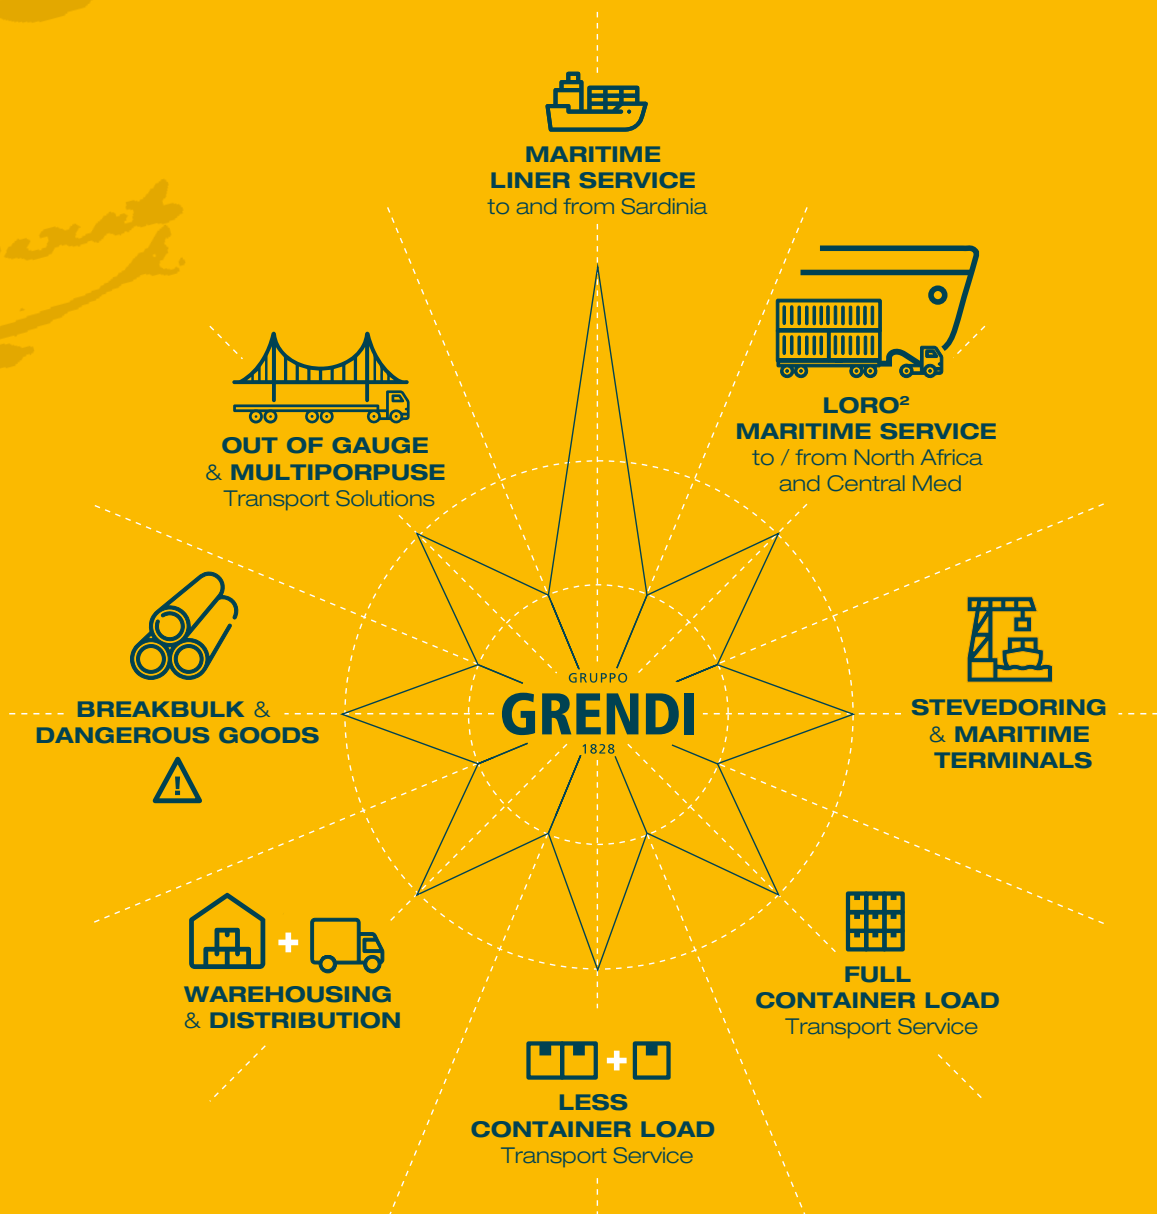 MARITIME
LINER SERVICE
to and from Sardinia
LORO²
MARITIME SERVICE
to / from North Africa
and Central Med
OUT OF GAUGE
& MULTIPORPUSE
Transport Solutions
BREAKBULK &
DANGEROUS GOODS
!
GRUPPO
GRENDI
1828
STEVEDORING
& MARITIME
TERMINALS
WAREHOUSING
& DISTRIBUTION
FULL
CONTAINER LOAD
Transport Service
LESS
CONTAINER LOAD
Transport Service